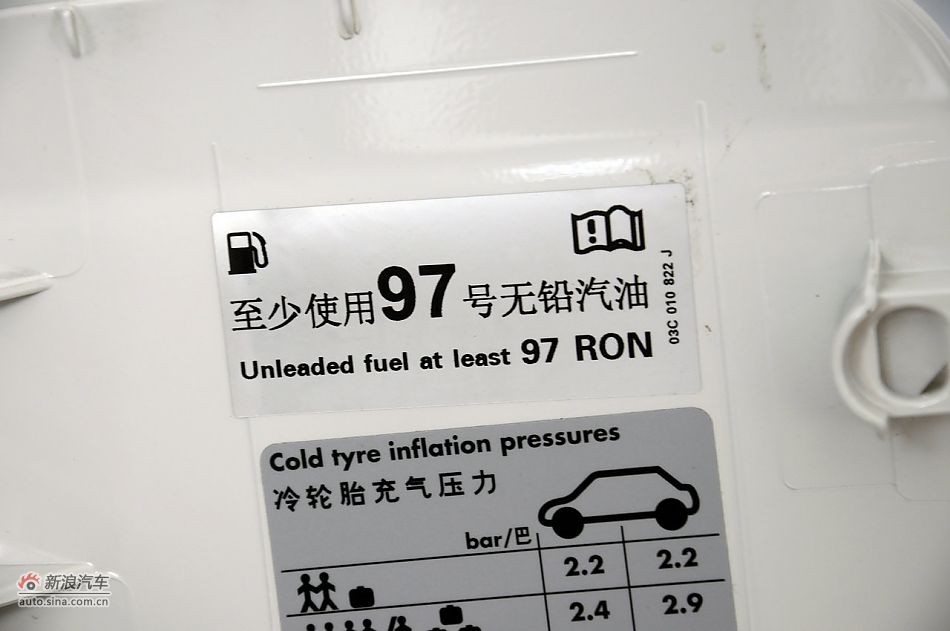 至少使用97号无铅汽油
Unleaded fuel at least 97 RON
03C 010 822 J
Cold tyre inflation pressures
冷轮胎充气压力
bar/巴
2.2 2.2
2.4 2.9
新浪汽车
auto.sina.com.cn